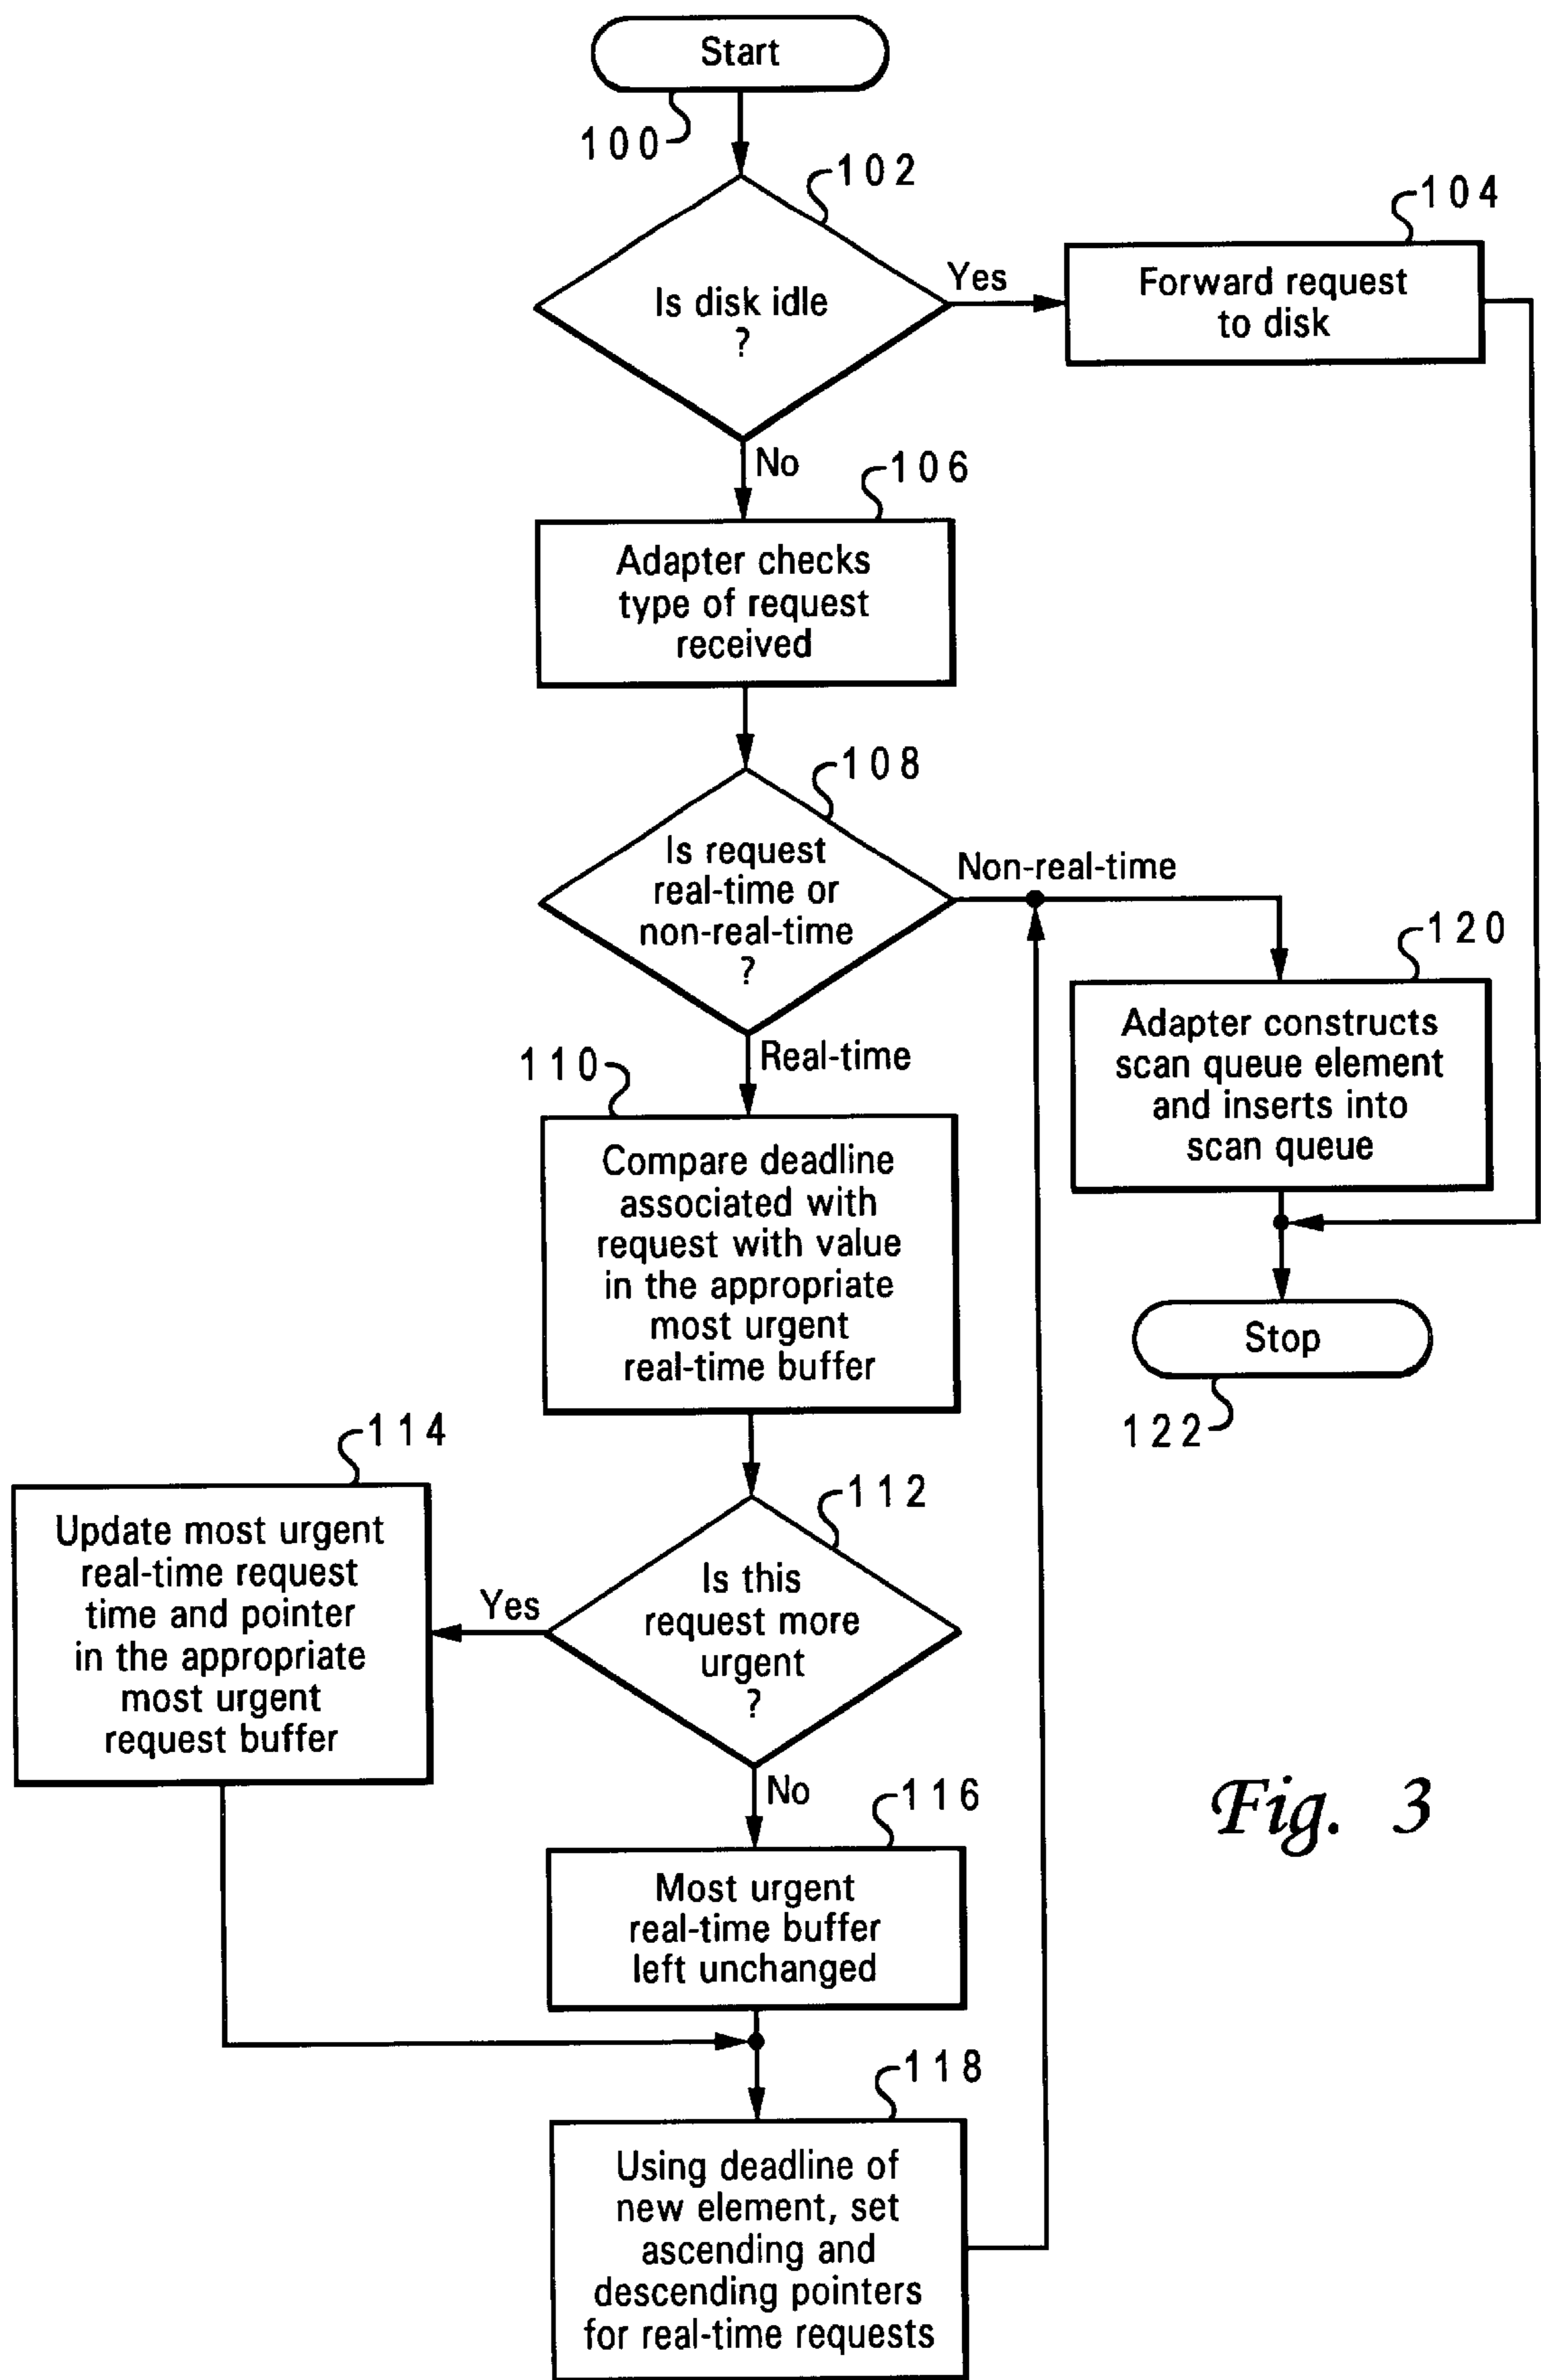 Start
100
102
Is disk idle
?
Yes
104
Forward request
to disk
No
106
Adapter checks
type of request
received
108
Is request
real-time or
non-real-time
?
Non-real-time
120
Adapter constructs
scan queue element
and inserts into
scan queue
Real-time
110
Compare deadline
associated with
request with value
in the appropriate
most urgent
real-time buffer
Stop
122
114
Update most urgent
real-time request
time and pointer
in the appropriate
most urgent
request buffer
112
Is this
request more
urgent
?
Yes
No
116
Most urgent
real-time buffer
left unchanged
Fig. 3
118
Using deadline of
new element, set
ascending and
descending pointers
for real-time requests